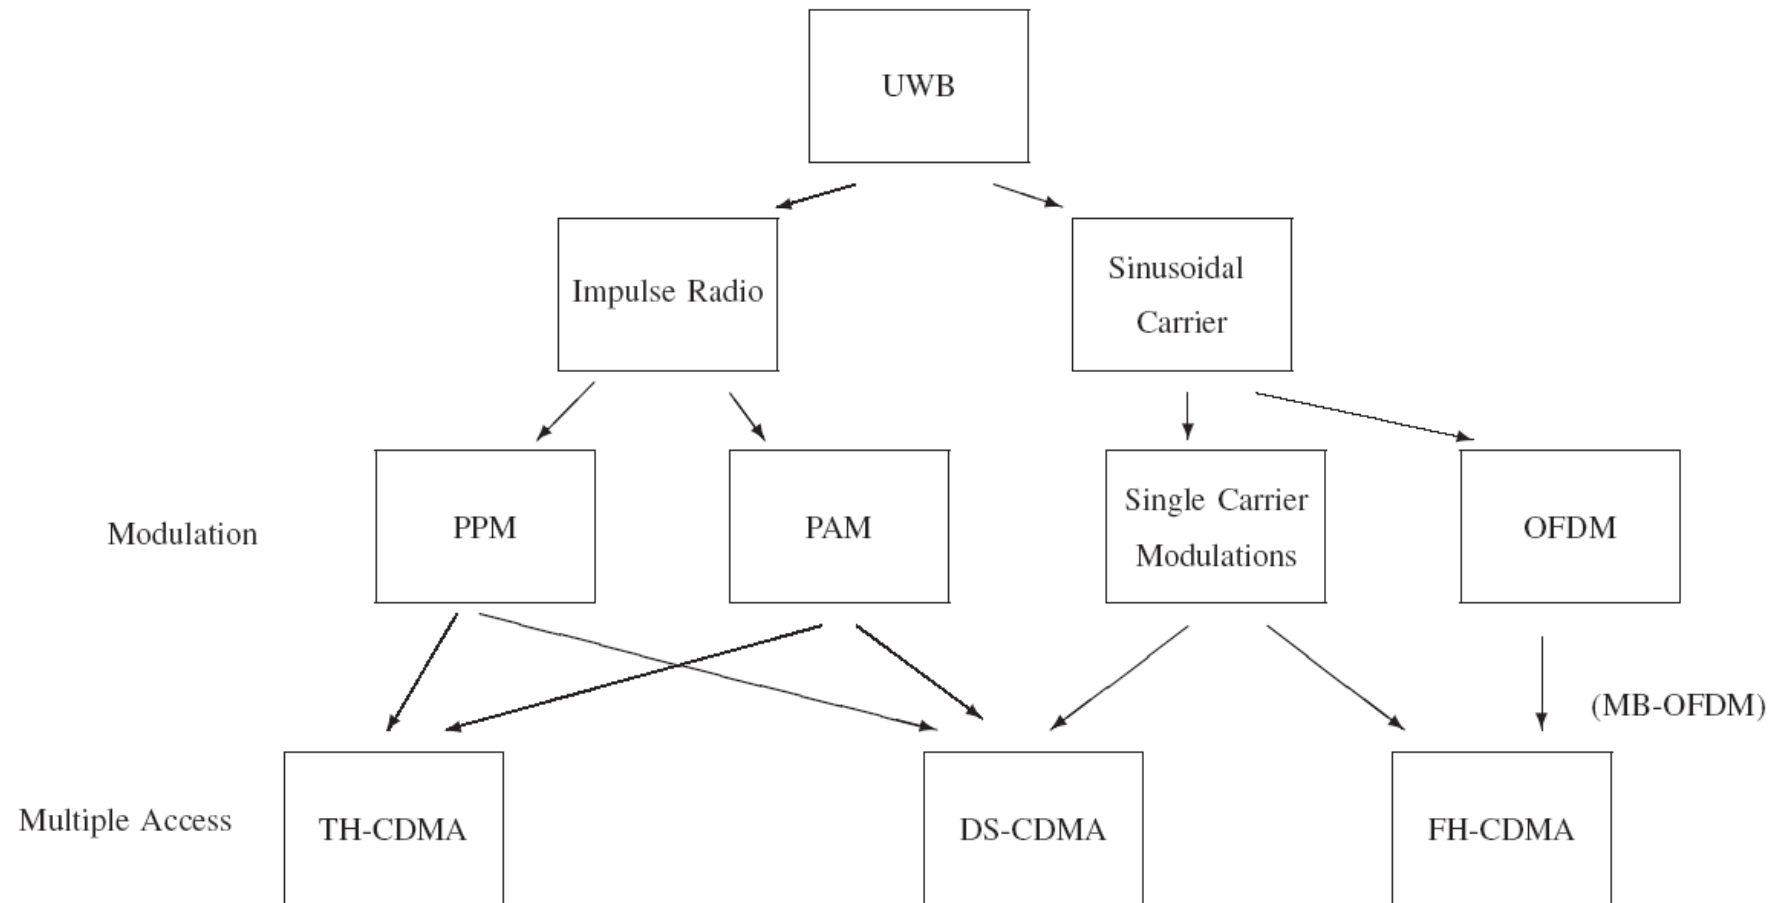 UWB
Impulse Radio
Sinusoidal
Carrier
Modulation
PPM
PAM
Single Carrier
Modulations
OFDM
(MB-OFDM)
Multiple Access
TH-CDMA
DS-CDMA
FH-CDMA